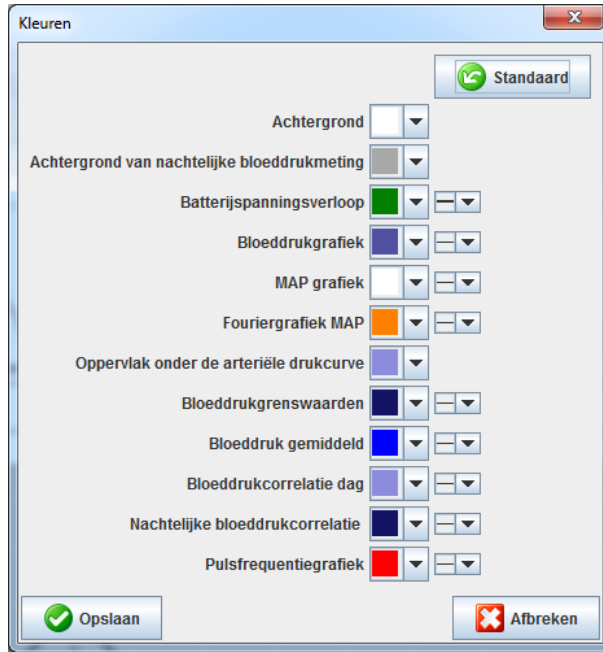 Kleuren
Standaard
Achtergrond
Achtergrond van nachtelijke bloeddrukmeting
Batterijspanningsverloop
Bloeddrukgrafiek
MAP grafiek
Fouriergrafiek MAP
Oppervlak onder de arteriële drukcurve
Bloeddrukgrenswaarden
Bloeddruk gemiddeld
Bloeddrukcorrelatie dag
Nachtelijke bloeddrukcorrelatie
Pulsfrequentiegrafiek
Opslaan
Afbreken